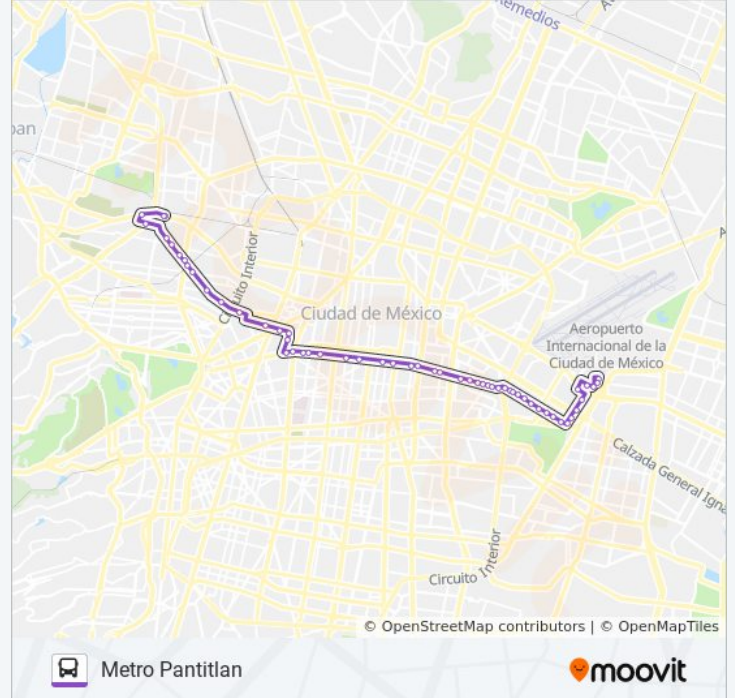 Remedios
A
pan
Circuito Interior
Ciudad de México
A
Aeropuerto
Internacional de la
Ciudad de México
Calzada General Igna
Circuito Interior
© OpenStreetMap contributors | © OpenMapTiles
Metro Pantitlan
moovit